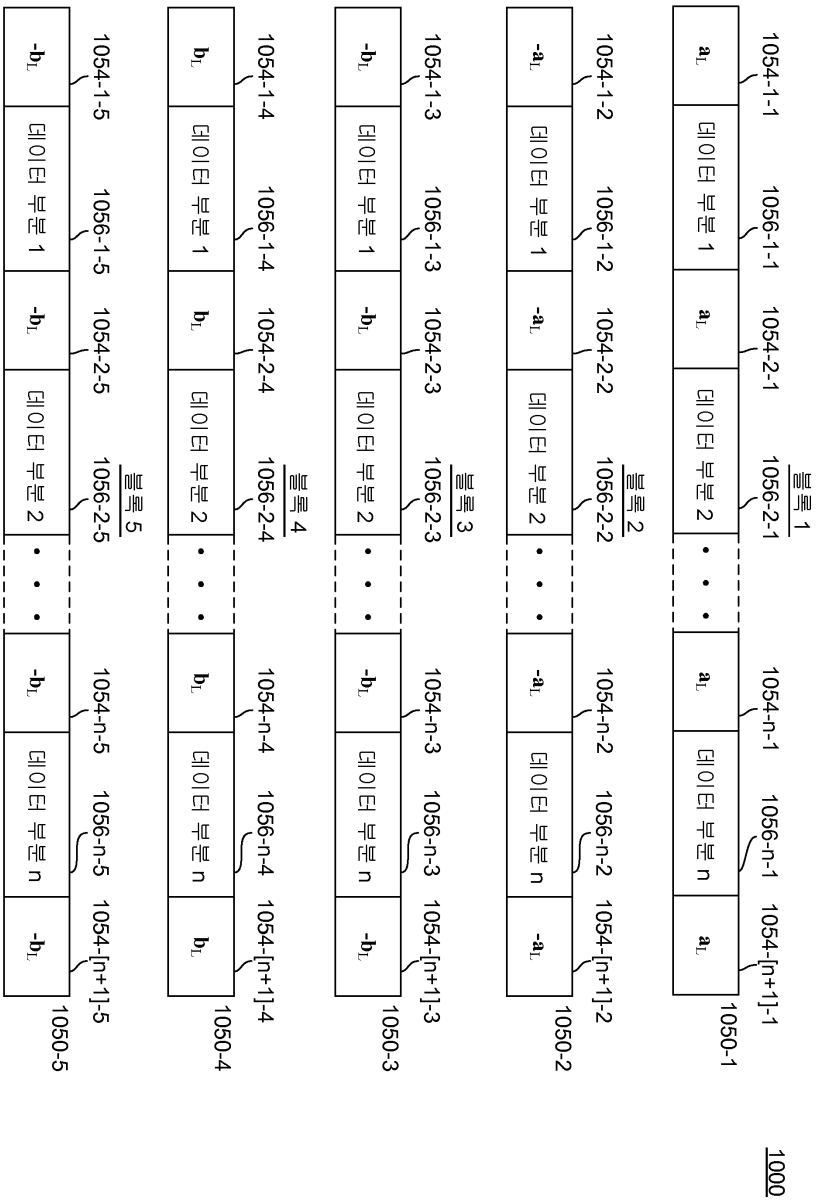 1000
블록 1
1054-1-1 1056-1-1 1054-2-1 1056-2-1 1054-n-1 1056-n-1 1054-[n+1]-1
a_L 데이터 부분 1 a_L 데이터 부분 2 • • • a_L 데이터 부분 n a_L
1050-1
블록 2
1054-1-2 1056-1-2 1054-2-2 1056-2-2 1054-n-2 1056-n-2 1054-[n+1]-2
-a_L 데이터 부분 1 -a_L 데이터 부분 2 • • • -a_L 데이터 부분 n -a_L
1050-2
블록 3
1054-1-3 1056-1-3 1054-2-3 1056-2-3 1054-n-3 1056-n-3 1054-[n+1]-3
-b_L 데이터 부분 1 -b_L 데이터 부분 2 • • • -b_L 데이터 부분 n -b_L
1050-3
블록 4
1054-1-4 1056-1-4 1054-2-4 1056-2-4 1054-n-4 1056-n-4 1054-[n+1]-4
b_L 데이터 부분 1 b_L 데이터 부분 2 • • • b_L 데이터 부분 n b_L
1050-4
블록 5
1054-1-5 1056-1-5 1054-2-5 1056-2-5 1054-n-5 1056-n-5 1054-[n+1]-5
-b_L 데이터 부분 1 -b_L 데이터 부분 2 • • • -b_L 데이터 부분 n -b_L
1050-5